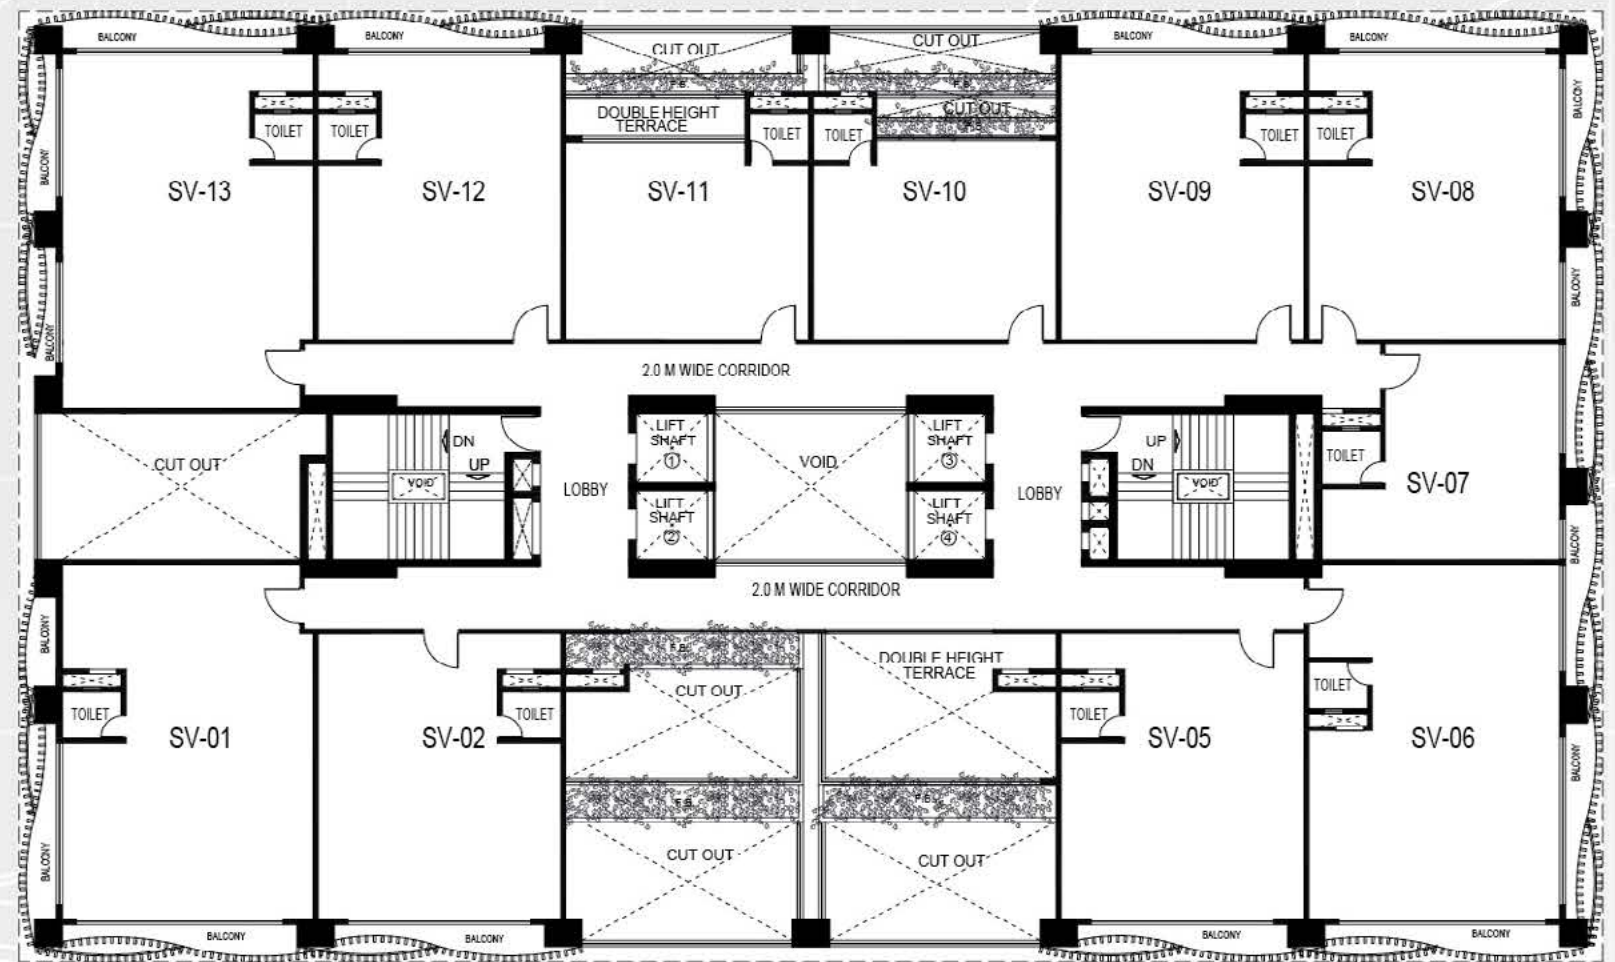 BALCONY
BALCONY
CUT OUT
CUT OUT
BALCONY
BALCONY
F.B.
F.B.
BALCONY
DOUBLE HEIGHT
TERRACE
CUT OUT
F.B.
TOILET
TOILET
TOILET
TOILET
TOILET
TOILET
BALCONY
SV-13
SV-12
SV-11
SV-10
SV-09
SV-08
BALCONY
BALCONY
2.0 M WIDE CORRIDOR
CUT OUT
DN
UP
VOID
LOBBY
LIFT
SHAFT
1
LIFT
SHAFT
2
VOID
LIFT
SHAFT
3
LIFT
SHAFT
4
LOBBY
UP
DN
VOID
TOILET
SV-07
BALCONY
2.0 M WIDE CORRIDOR
BALCONY
F.B.
CUT OUT
DOUBLE HEIGHT
TERRACE
TOILET
TOILET
TOILET
TOILET
SV-01
SV-02
SV-05
SV-06
BALCONY
F.B.
F.B.
BALCONY
CUT OUT
CUT OUT
BALCONY
BALCONY
BALCONY
BALCONY